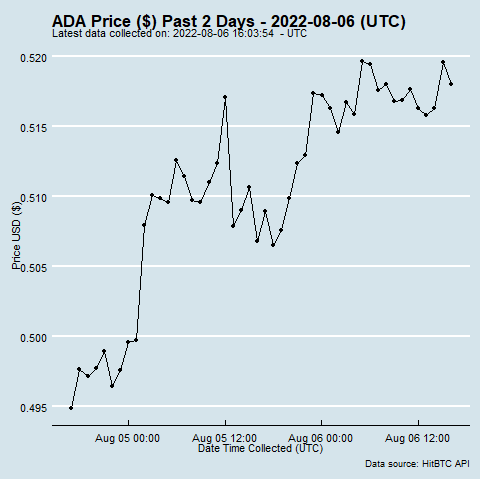 ADA Price ($) Past 2 Days - 2022-08-06 (UTC)
Latest data collected on: 2022-08-06 16:03:54 - UTC
0.520
0.515
0.510
0.505
0.500
0.495
Price USD ($)
Aug 05 00:00 Aug 05 12:00 Aug 06 00:00 Aug 06 12:00
Date Time Collected (UTC)
Data source: HitBTC API